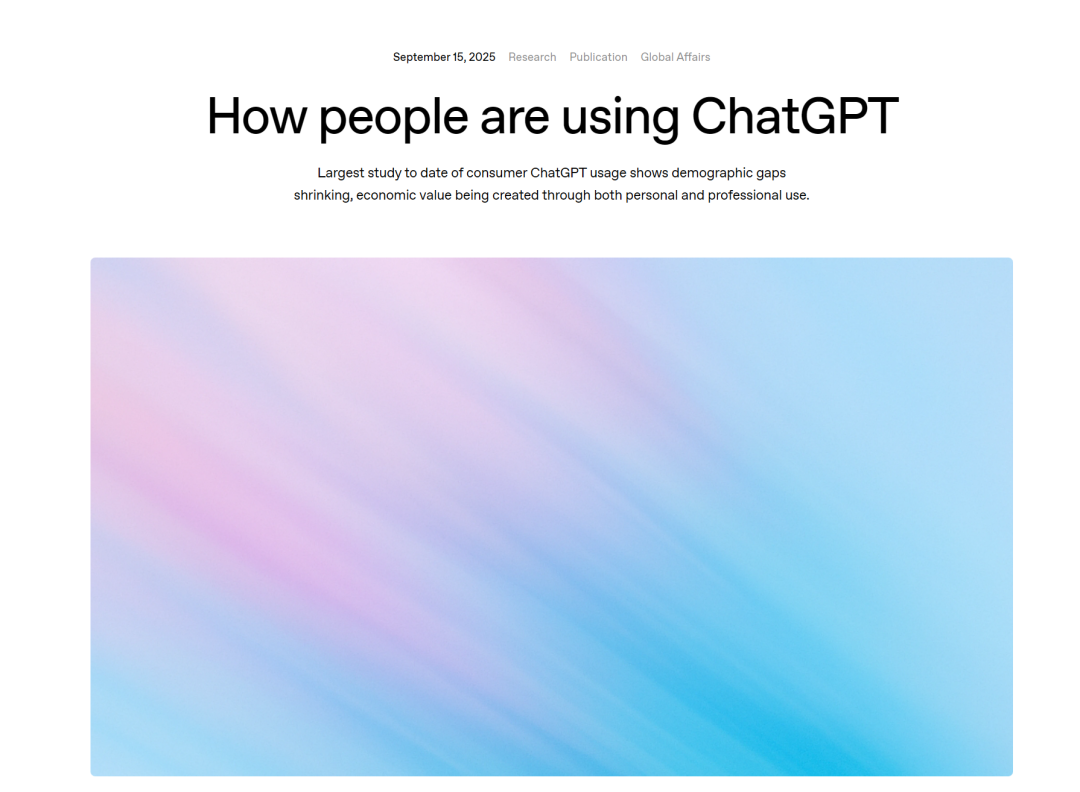 September 15, 2025 Research Publication Global Affairs
How people are using ChatGPT
Largest study to date of consumer ChatGPT usage shows demographic gaps
shrinking, economic value being created through both personal and professional use.